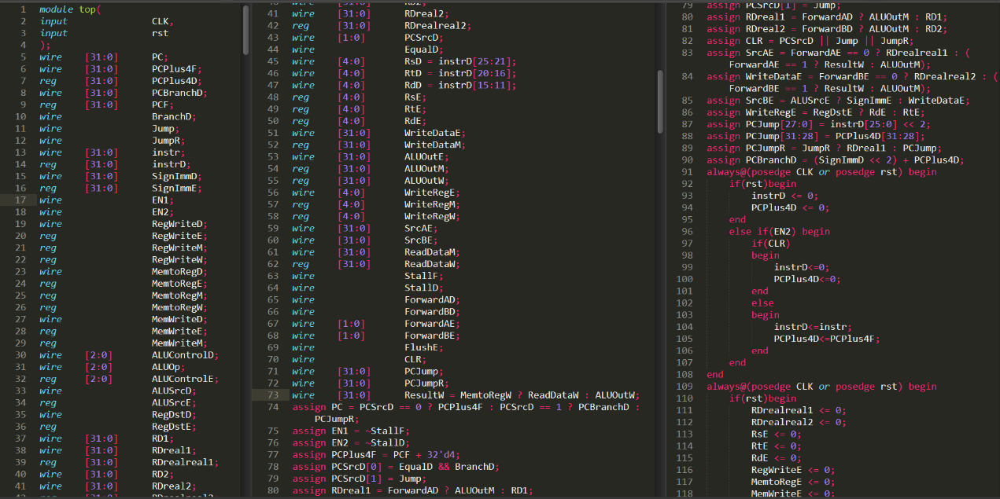 1 module top(
2 input CLK,
3 input rst
4 );
5 wire [31:0] PC;
6 wire [31:0] PCPlus4F;
7 reg [31:0] PCPlus4D;
8 wire [31:0] PCBranchD;
9 reg [31:0] PCF;
10 wire BranchD;
11 wire Jump;
12 wire JumpR;
13 wire [31:0] instr;
14 reg [31:0] instrD;
15 wire [31:0] SignImmD;
16 reg [31:0] SignImmE;
17 wire EN1;
18 wire EN2;
19 wire RegWriteD;
20 reg RegWriteE;
21 reg RegWriteM;
22 reg RegWriteW;
23 wire MemtoRegD;
24 reg MemtoRegE;
25 reg MemtoRegM;
26 reg MemtoRegW;
27 wire MemWriteD;
28 reg MemWriteE;
29 reg MemWriteM;
30 wire [2:0] ALUControlD;
31 wire [2:0] ALUOp;
32 reg [2:0] ALUControlE;
33 wire ALUSrcD;
34 reg ALUSrcE;
35 wire RegDstD;
36 reg RegDstE;
37 wire [31:0] RD1;
38 wire [31:0] RDreal1;
39 reg [31:0] RDrealreal1;
40 wire [31:0] RD2;
41 wire [31:0] RDreal2;
42 reg [31:0] RDrealreal2
40 wire [31:0] RD2;
41 wire [31:0] RDreal2;
42 reg [31:0] RDrealreal2;
43 wire [1:0] PCSrcD;
44 wire EqualD;
45 wire [4:0] RsD = instrD[25:21];
46 wire [4:0] RtD = instrD[20:16];
47 wire [4:0] RdD = instrD[15:11];
48 reg [4:0] RsE;
49 reg [4:0] RtE;
50 reg [4:0] RdE;
51 wire [31:0] WriteDataE;
52 reg [31:0] WriteDataM;
53 wire [31:0] ALUOutE;
54 reg [31:0] ALUOutM;
55 reg [31:0] ALUOutW;
56 wire [4:0] WriteRegE;
57 reg [4:0] WriteRegM;
58 reg [4:0] WriteRegW;
59 wire [31:0] SrcAE;
60 wire [31:0] SrcBE;
61 wire [31:0] ReadDataM;
62 reg [31:0] ReadDataW;
63 wire StallF;
64 wire StallD;
65 wire ForwardAD;
66 wire ForwardBD;
67 wire [1:0] ForwardAE;
68 wire [1:0] ForwardBE;
69 wire FlushE;
70 wire CLR;
71 wire [31:0] PCJump;
72 wire [31:0] PCJumpR;
73 wire [31:0] ResultW = MemtoRegW ? ReadDataW : ALUOutW;
74 assign PC = PCSrcD == 0 ? PCPlus4F : PCSrcD == 1 ? PCBranchD :
PCJumpR;
75 assign EN1 = ~StallF;
76 assign EN2 = ~StallD;
77 assign PCPlus4F = PCF + 32'd4;
78 assign PCSrcD[0] = EqualD && BranchD;
79 assign PCSrcD[1] = Jump;
80 assign RDreal1 = ForwardAD ? ALUOutM : RD1;
79 assign PCSrcD[1] = Jump;
80 assign RDreal1 = ForwardAD ? ALUOutM : RD1;
81 assign RDreal2 = ForwardBD ? ALUOutM : RD2;
82 assign CLR = PCSrcD || Jump || JumpR;
83 assign SrcAE = ForwardAE == 0 ? RDrealreal1 : (
ForwardAE == 1 ? ResultW : ALUOutM);
84 assign WriteDataE = ForwardBE == 0 ? RDrealreal2 : (
ForwardBE == 1 ? ResultW : ALUOutM);
85 assign SrcBE = ALUSrcE ? SignImmE : WriteDataE;
86 assign WriteRegE = RegDstE ? RdE : RtE;
87 assign PCJump[27:0] = instrD[25:0] << 2;
88 assign PCJump[31:28] = PCPlus4D[31:28];
89 assign PCJumpR = JumpR ? RDreal1 : PCJump;
90 assign PCBranchD = (SignImmD << 2) + PCPlus4D;
91 always@(posedge CLK or posedge rst) begin
92 if(rst)begin
93 instrD <= 0;
94 PCPlus4D <= 0;
95 end
96 else if(EN2) begin
97 if(CLR)
98 begin
99 instrD<=0;
100 PCPlus4D<=0;
101 end
102 else
103 begin
104 instrD<=instr;
105 PCPlus4D<=PCPlus4F;
106 end
107 end
108 end
109 always@(posedge CLK or posedge rst) begin
110 if(rst)begin
111 RDrealreal1 <= 0;
112 RDrealreal2 <= 0;
113 RsE <= 0;
114 RtE <= 0;
115 RdE <= 0;
116 RegWriteE <= 0;
117 MemtoRegE <= 0;
118 MemWriteE <= 0;